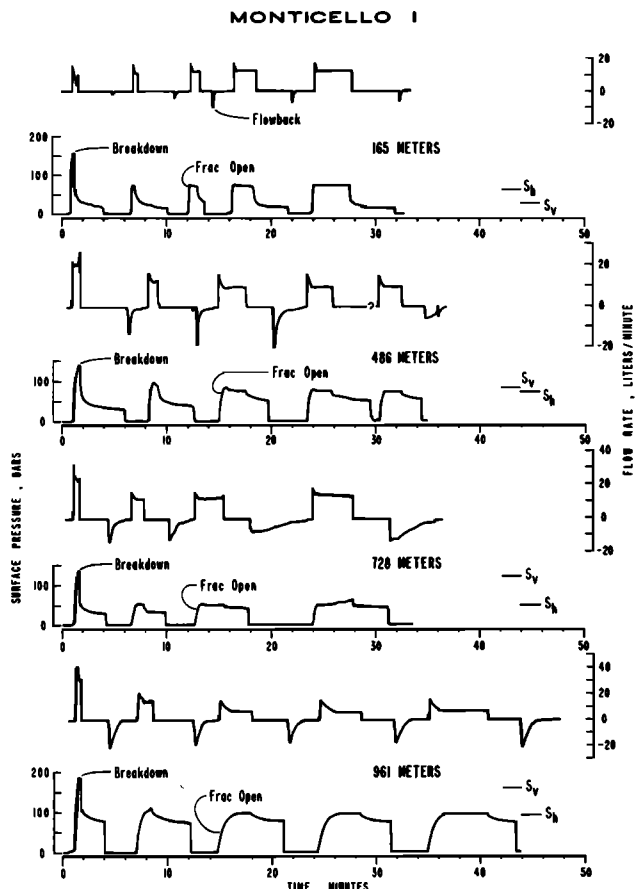 MONTICELLO I
20
0
-20
Flowback
200
100
0
Breakdown
Frac Open
165 METERS
Sh
Sv
0 10 20 30 40 50
20
0
-20
100
0
Breakdown
Frac Open
486 METERS
Sv
Sh
?
0 10 20 30 40 50
SURFACE PRESSURE, BARS
FLOW RATE, LITERS/MINUTE
40
20
0
-20
100
0
Breakdown
Frac Open
728 METERS
Sv
Sh
0 10 20 30 40 50
40
20
0
-20
200
100
0
Breakdown
Frac Open
961 METERS
Sv
Sh
0 10 20 30 40 50
TIME, MINUTES